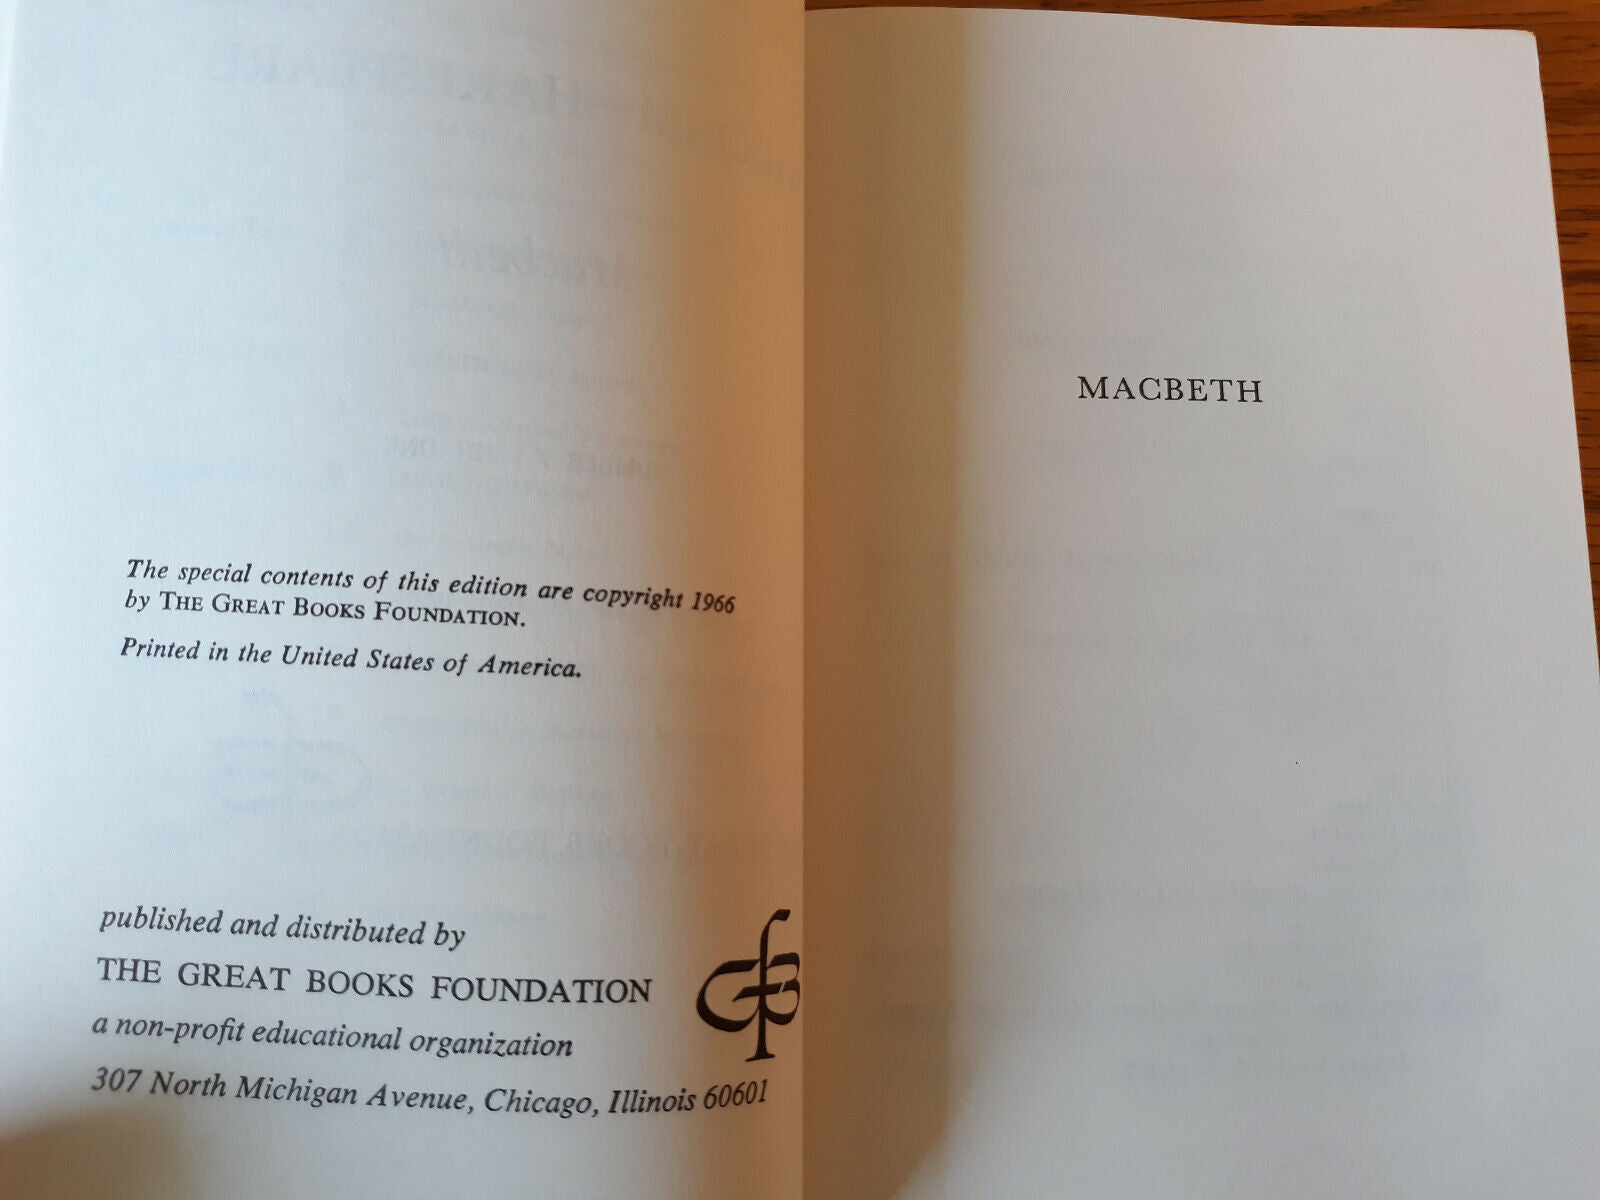 The special contents of this edition are copyright 1966
by THE GREAT BOOKS FOUNDATION.
Printed in the United States of America.
published and distributed by
THE GREAT BOOKS FOUNDATION
a non-profit educational organization
307 North Michigan Avenue, Chicago, Illinois 60601
MACBETH